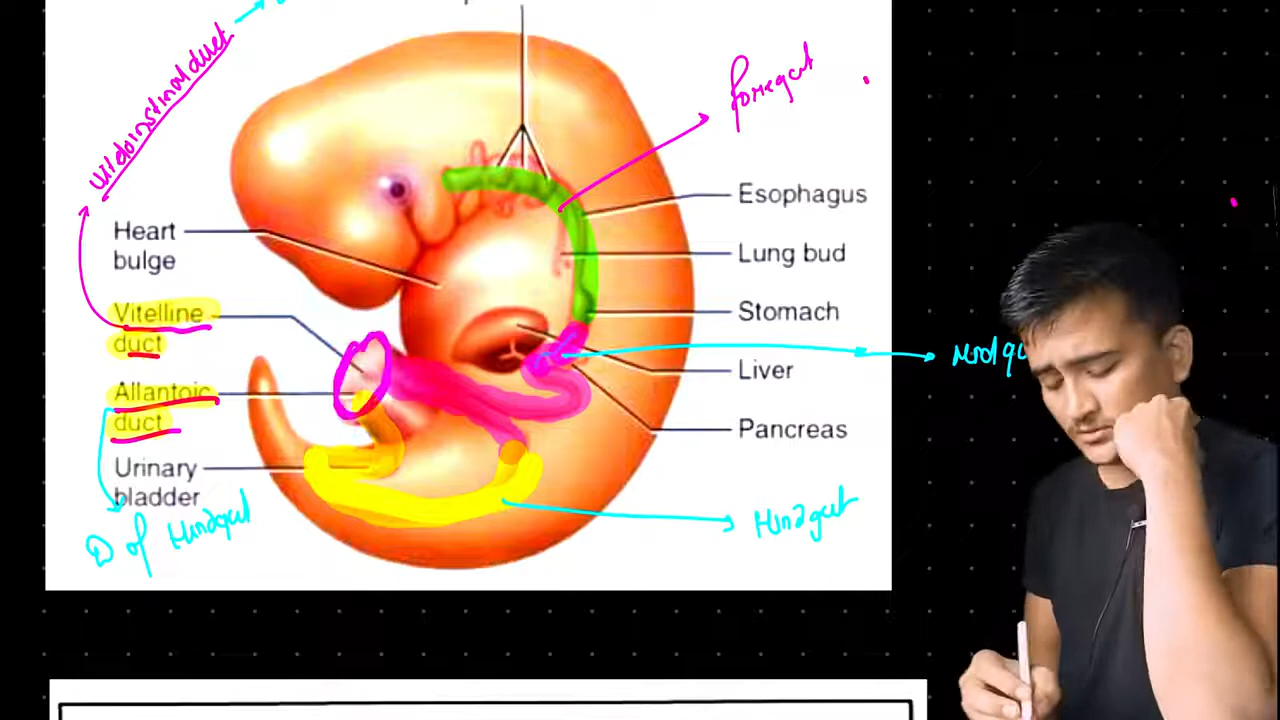 vitdointstinal duct
foregut
Esophagus
Heart
bulge
Lung bud
Vitelline
duct
Stomach
Liver
Allantoic
duct
Pancreas
Urinary
bladder
D of Hindgut
Hindgut